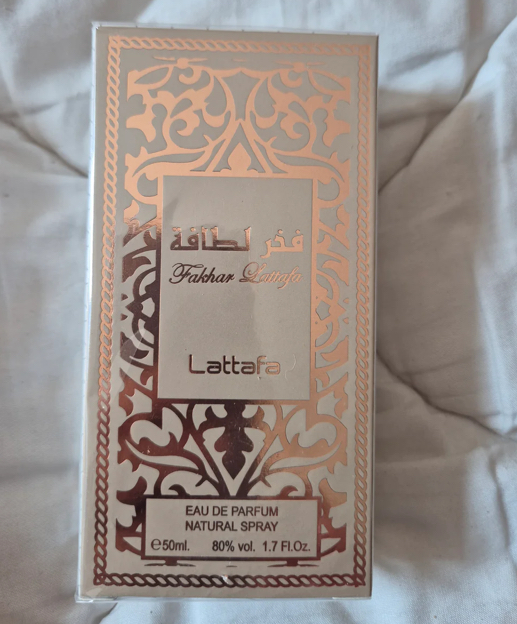 فخر لطافة
Fakhar Lattafa
Lattafa
EAU DE PARFUM
NATURAL SPRAY
℮50ml. 80% vol. 1.7 Fl.Oz.